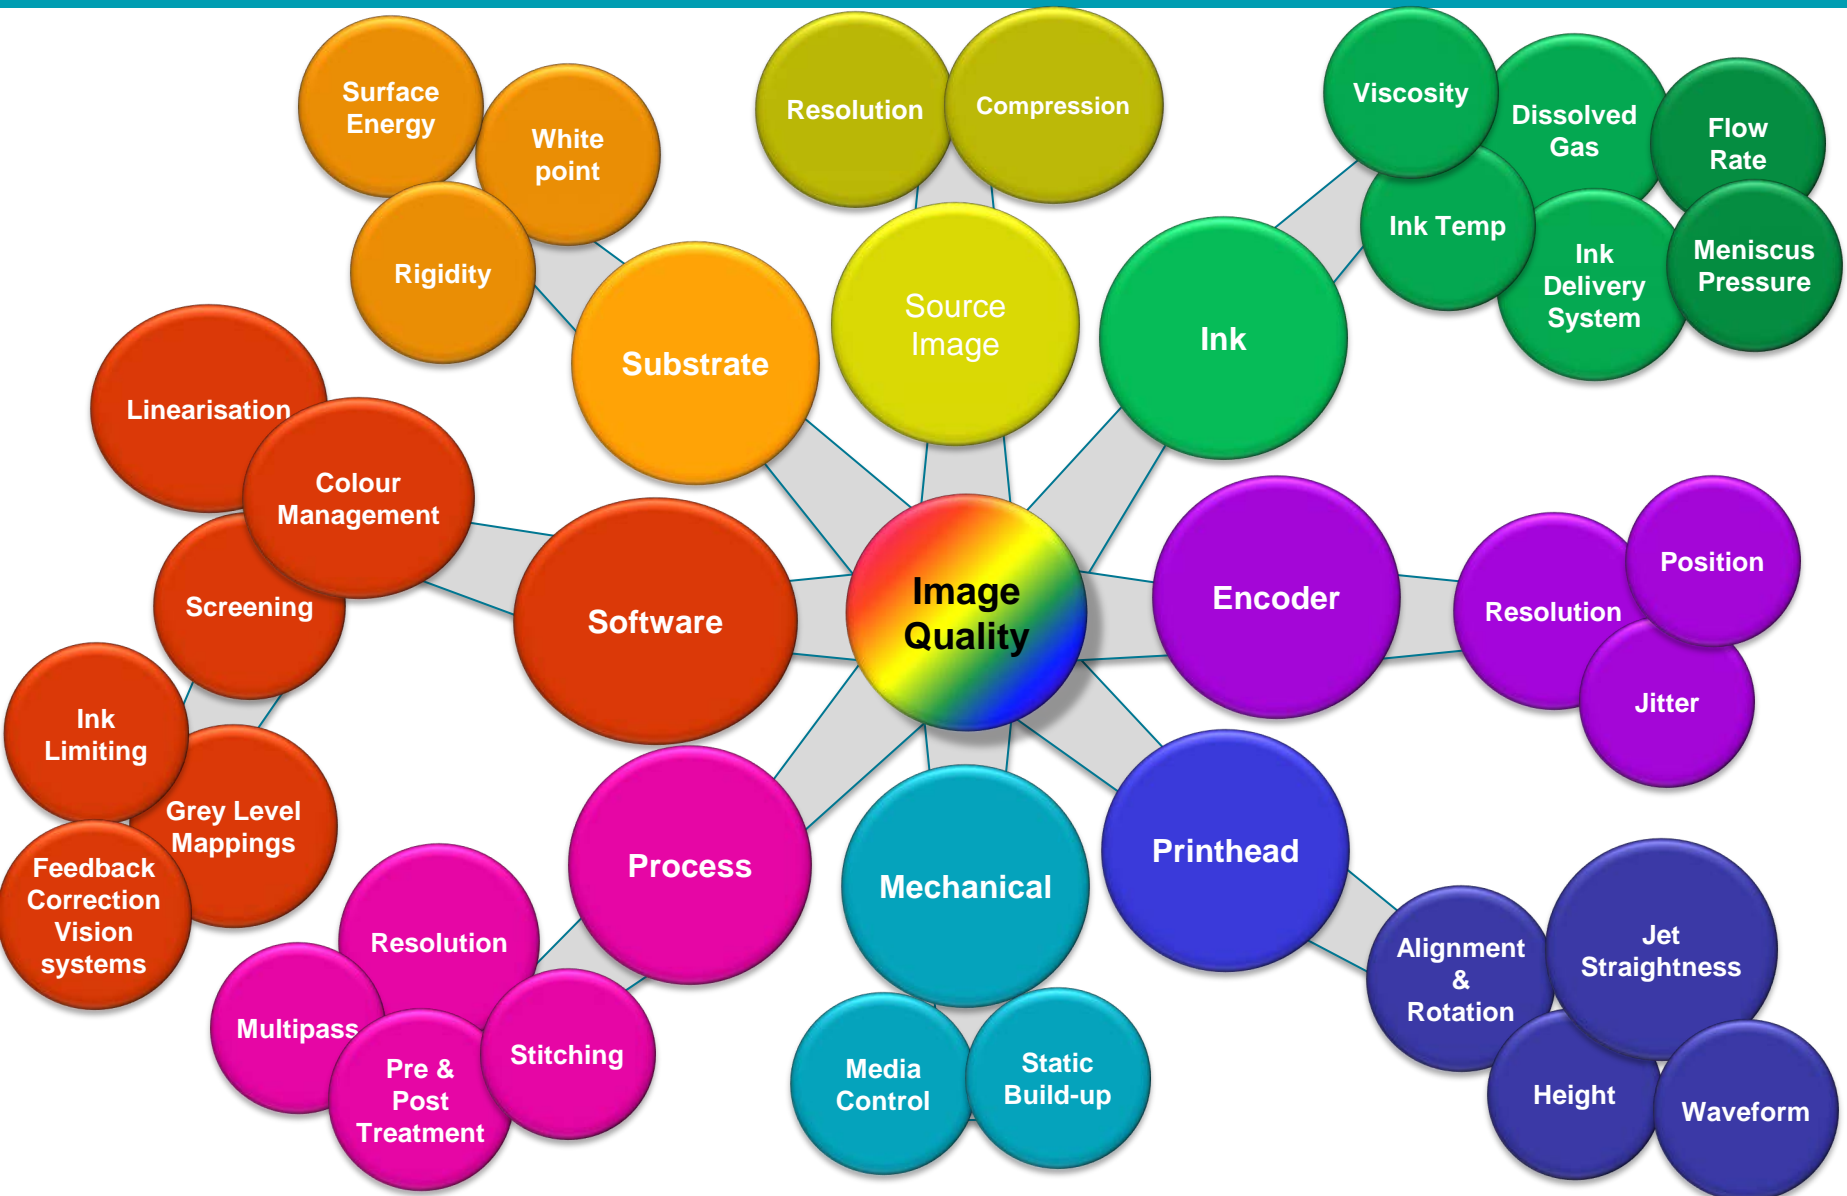 Surface
Energy
White
point
Rigidity
Substrate
Resolution
Compression
Source
Image
Viscosity
Dissolved
Gas
Flow
Rate
Ink Temp
Ink
Delivery
System
Meniscus
Pressure
Ink
Linearisation
Colour
Management
Screening
Software
Ink
Limiting
Grey Level
Mappings
Feedback
Correction
Vision
systems
Image
Quality
Encoder
Resolution
Position
Jitter
Process
Resolution
Multipass
Pre &
Post
Treatment
Stitching
Mechanical
Media
Control
Static
Build-up
Printhead
Alignment
&
Rotation
Jet
Straightness
Height
Waveform